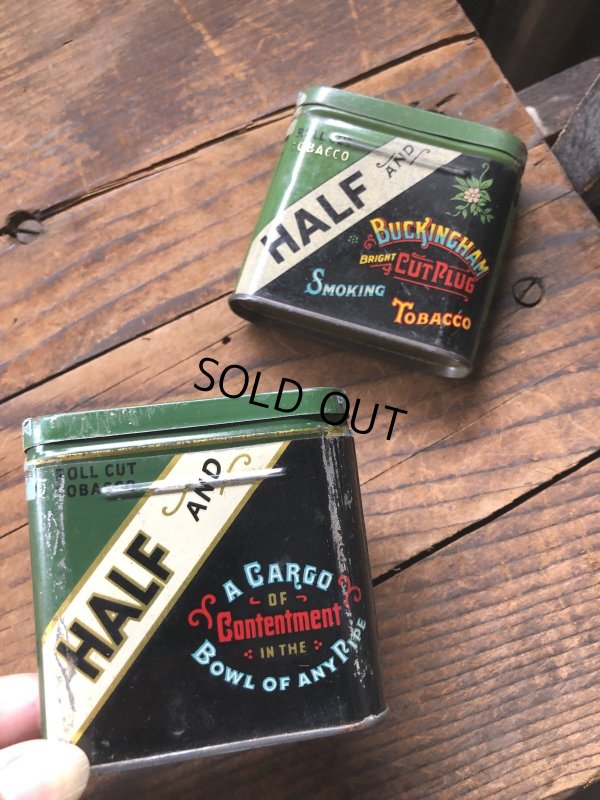 ROLL CUT
TOBACCO
HALF AND
BUCKINGHAM
BRIGHT CUT PLUG
SMOKING
TOBACCO
SOLD OUT
ROLL CUT
TOBACCO
HALF AND
A CARGO
OF
Contentment
IN THE
BOWL OF ANY PIPE